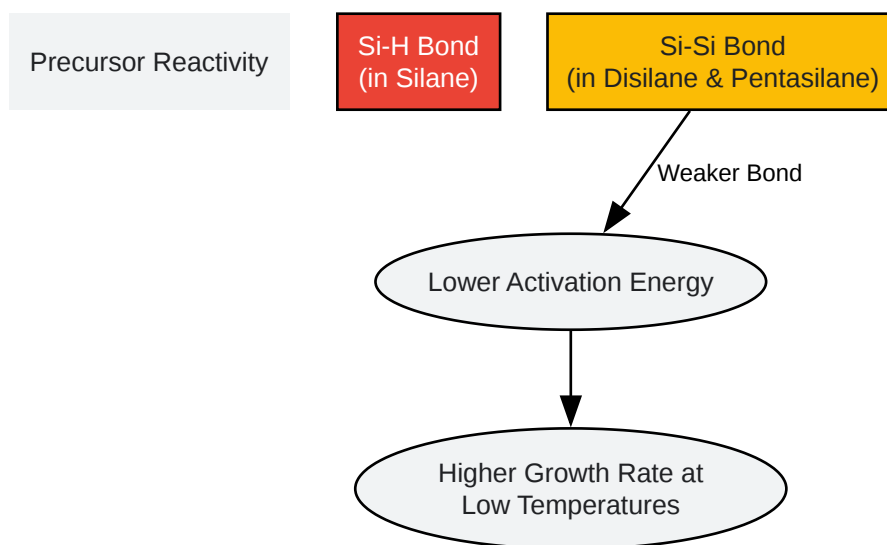 Precursor Reactivity
Si-H Bond
(in Silane)
Si-Si Bond
(in Disilane & Pentasilane)
Weaker Bond
Lower Activation Energy
Higher Growth Rate at
Low Temperatures